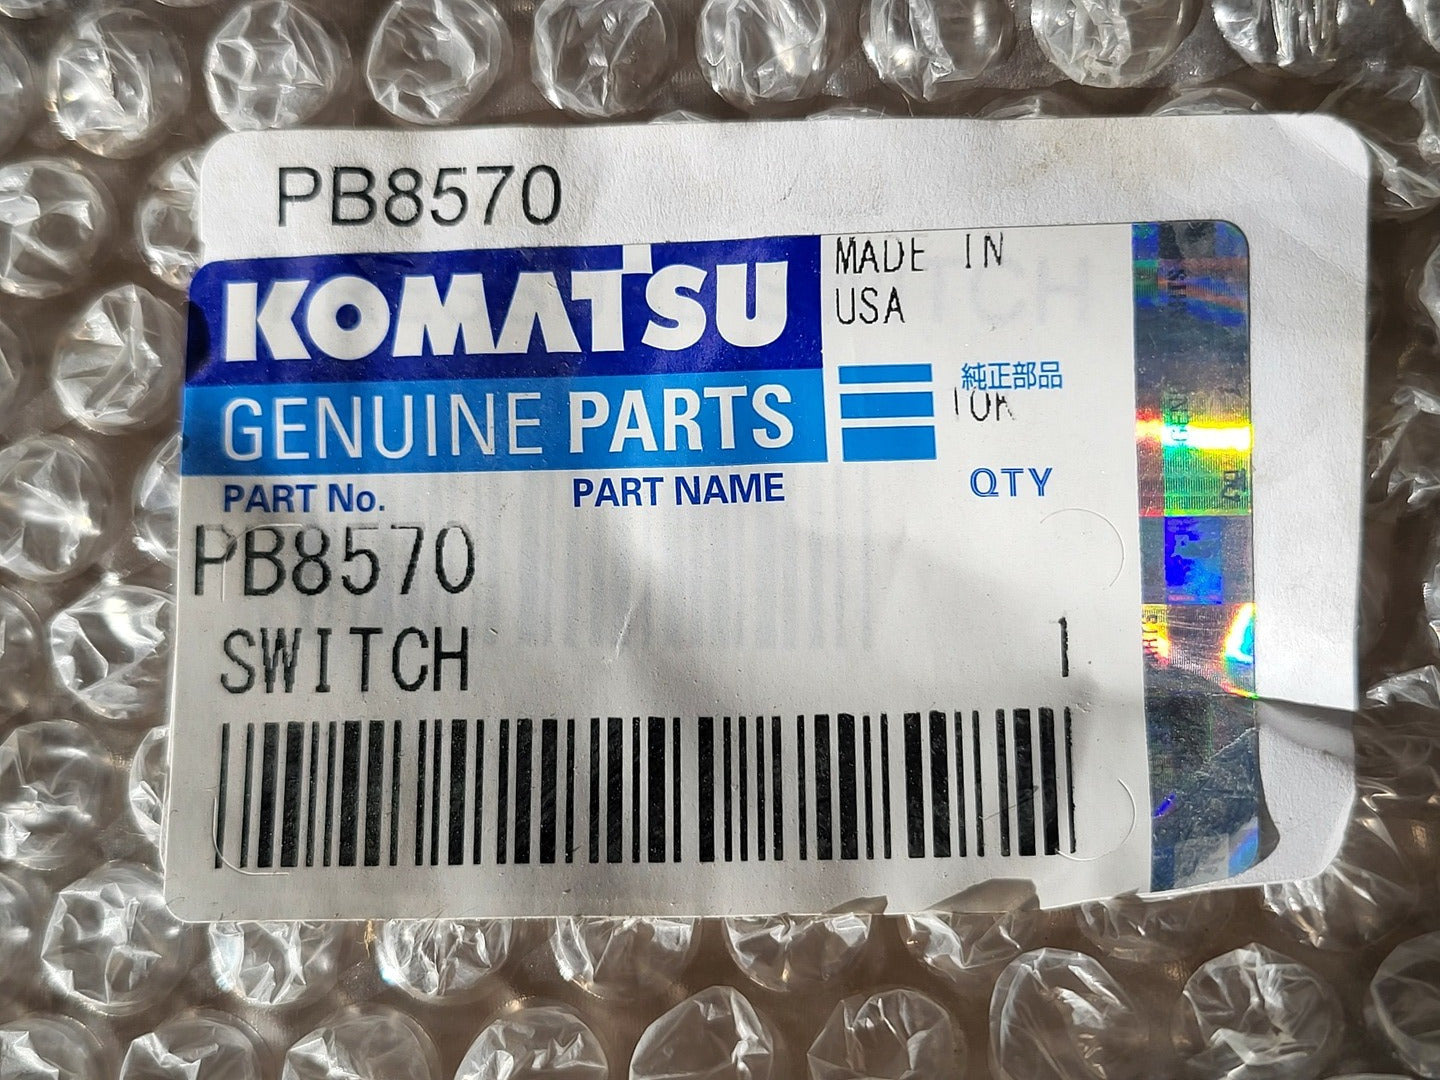 PB8570
KOMATSU
MADE IN
USA
GENUINE PARTS
純正部品
PART No.
PART NAME
QTY
PB8570
SWITCH
1